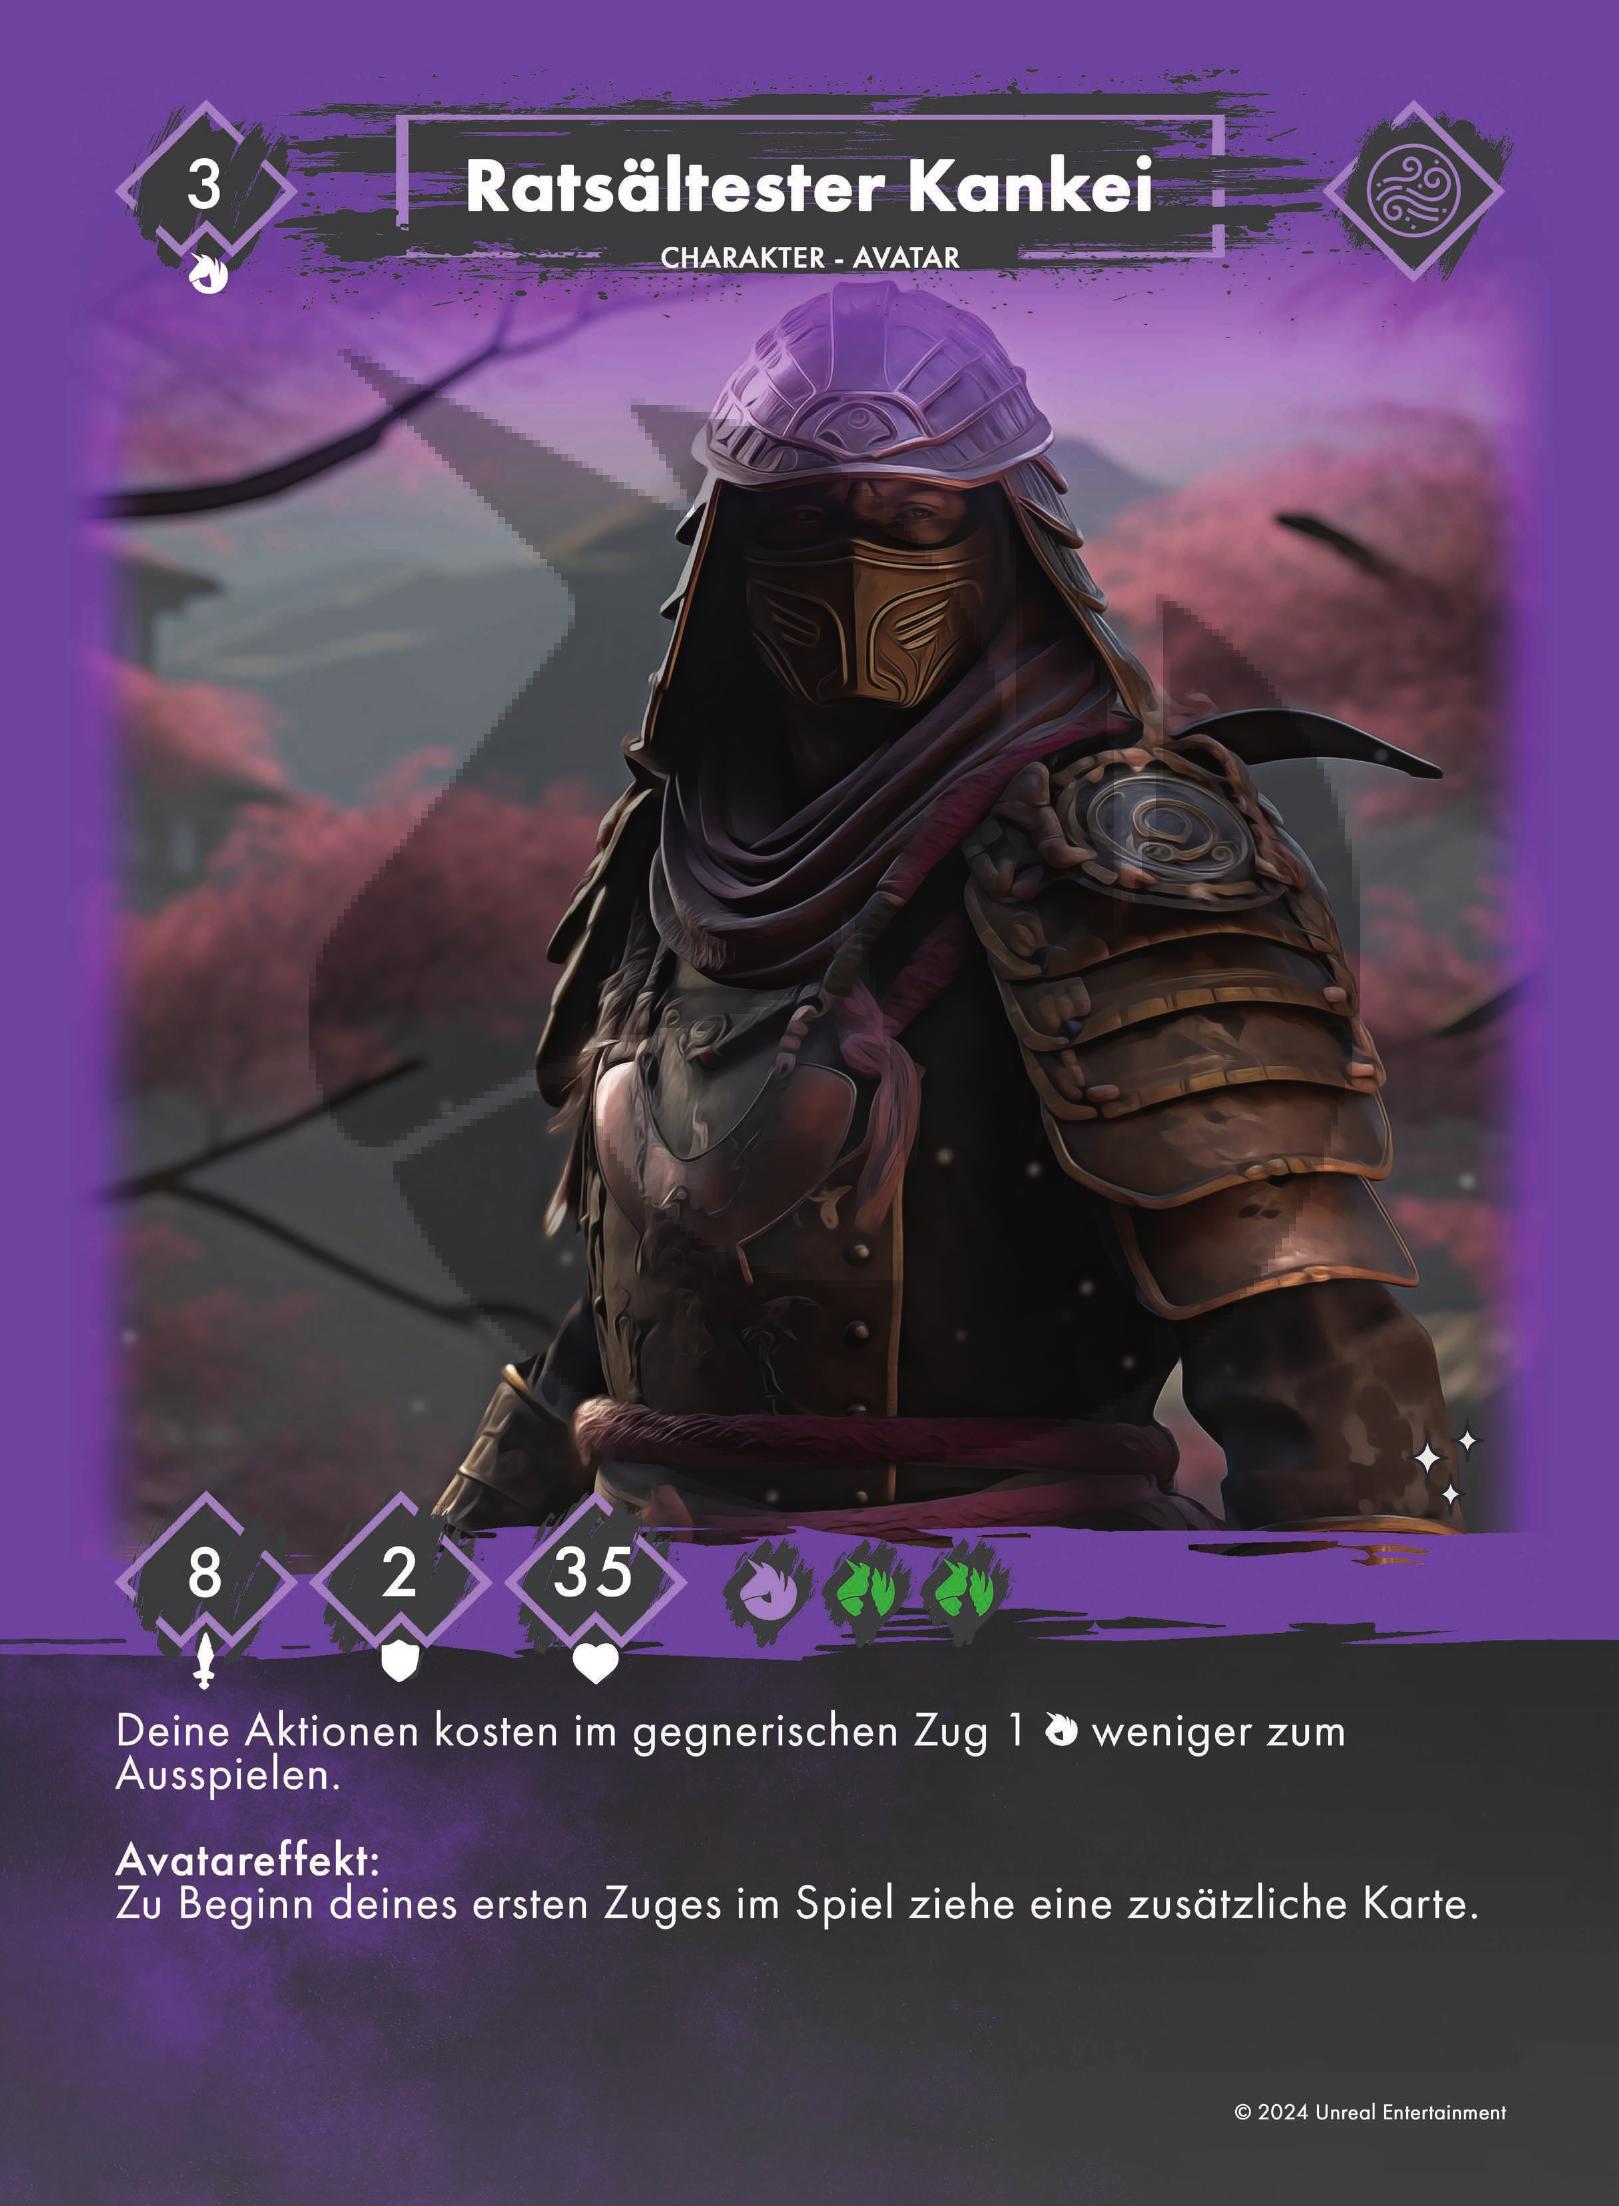 3
Ratsältester Kankei
CHARAKTER - AVATAR
8
2
35
Deine Aktionen kosten im gegnerischen Zug 1 weniger zum
Ausspielen.
Avatareffekt:
Zu Beginn deines ersten Zuges im Spiel ziehe eine zusätzliche Karte.
© 2024 Unreal Entertainment